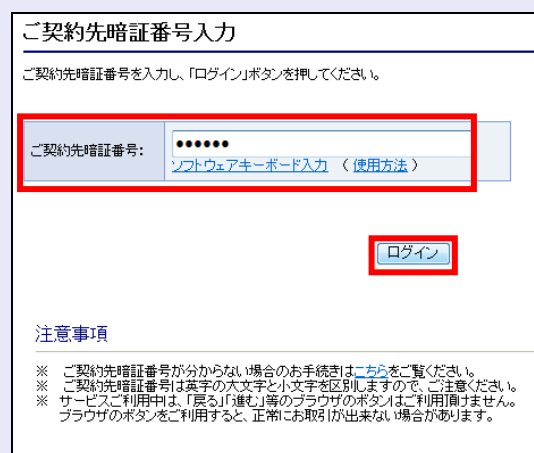 ご契約先暗証番号入力
ご契約先暗証番号を入力し、「ログイン」ボタンを押してください。
ご契約先暗証番号:
●●●●●●
ソフトウェアキーボード入力 （ 使用方法 ）
ログイン
注意事項
※ ご契約先暗証番号が分からない場合のお手続きはこちらをご覧ください。
※ ご契約先暗証番号は英字の大文字と小文字を区別しますので、ご注意ください。
※ サービスご利用中は、「戻る」「進む」等のブラウザのボタンはご利用頂けません。
ブラウザのボタンをご利用すると、正常にお取引が出来ない場合があります。